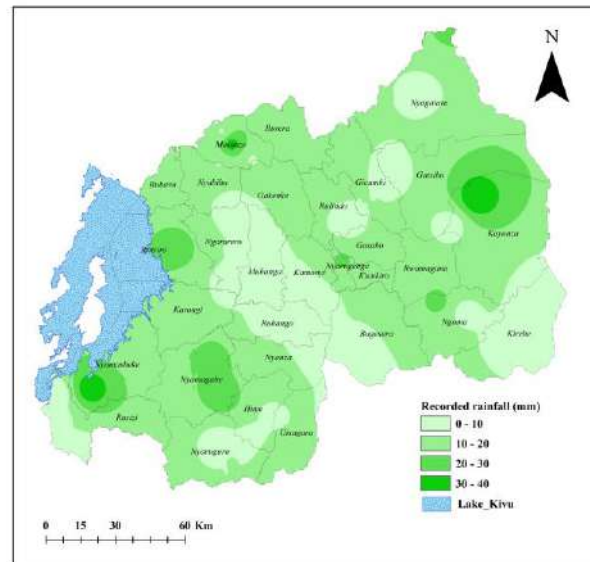 N
Nyagatare
Burera
Musanze
Gatsibo
Gicumbi
Rubavu
Nyabihu
Gakenke
Rulindo
Kayonza
Rutsiro
Ngororero
Gasabo
Nyarugenge
Muhanga
Kamonyi
Kicukiro
Rwamagana
Karongi
Ruhango
Bugesera
Ngoma
Kirehe
Nyamasheke
Nyanza
Nyamagabe
Rusizi
Huye
Gisagara
Nyaruguru
Recorded rainfall (mm)
0 - 10
10 - 20
20 - 30
30 - 40
Lake_Kivu
0 15 30 60 Km